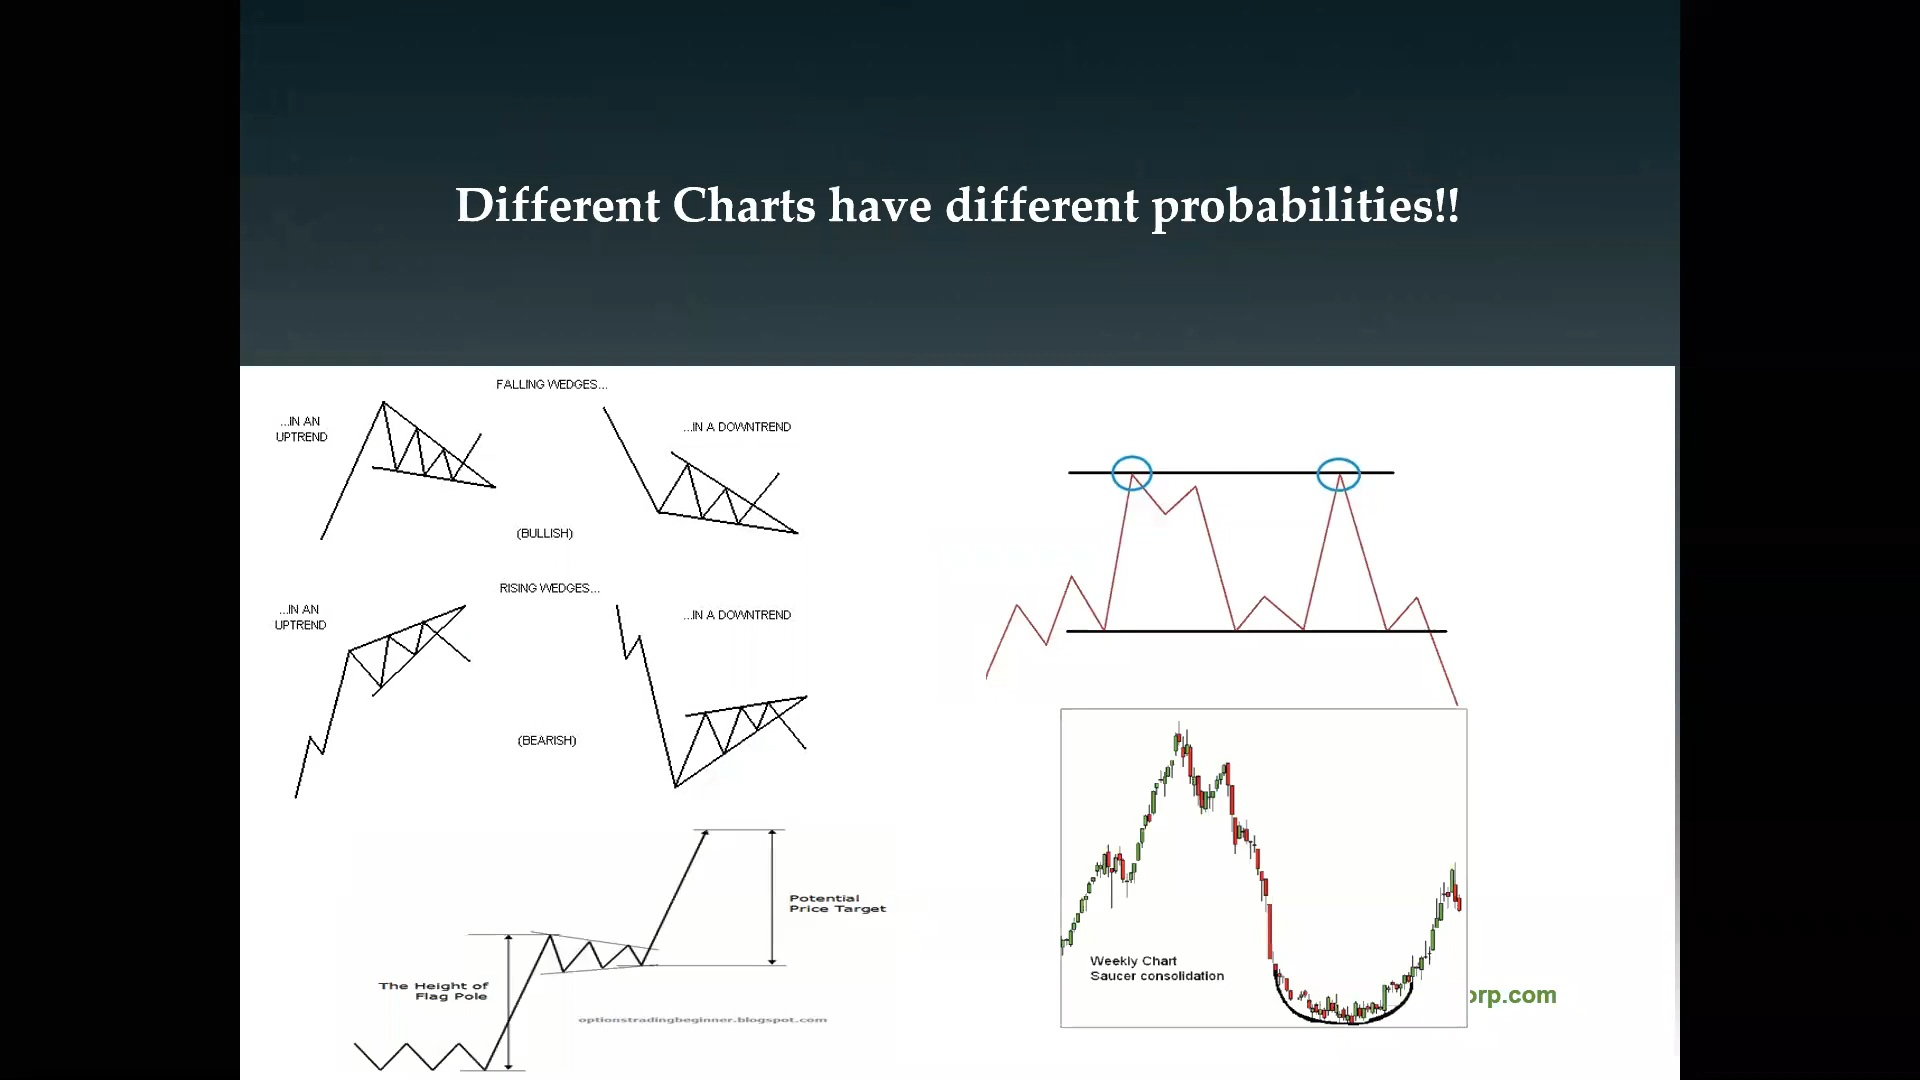 Different Charts have different probabilities!!
FALLING WEDGES...
...IN AN
UPTREND
...IN A DOWNTREND
(BULLISH)
RISING WEDGES...
...IN AN
UPTREND
...IN A DOWNTREND
(BEARISH)
Potential
Price Target
The Height of
Flag Pole
optionstradingbeginner.blogspot.com
Weekly Chart
Saucer consolidation
orp.com